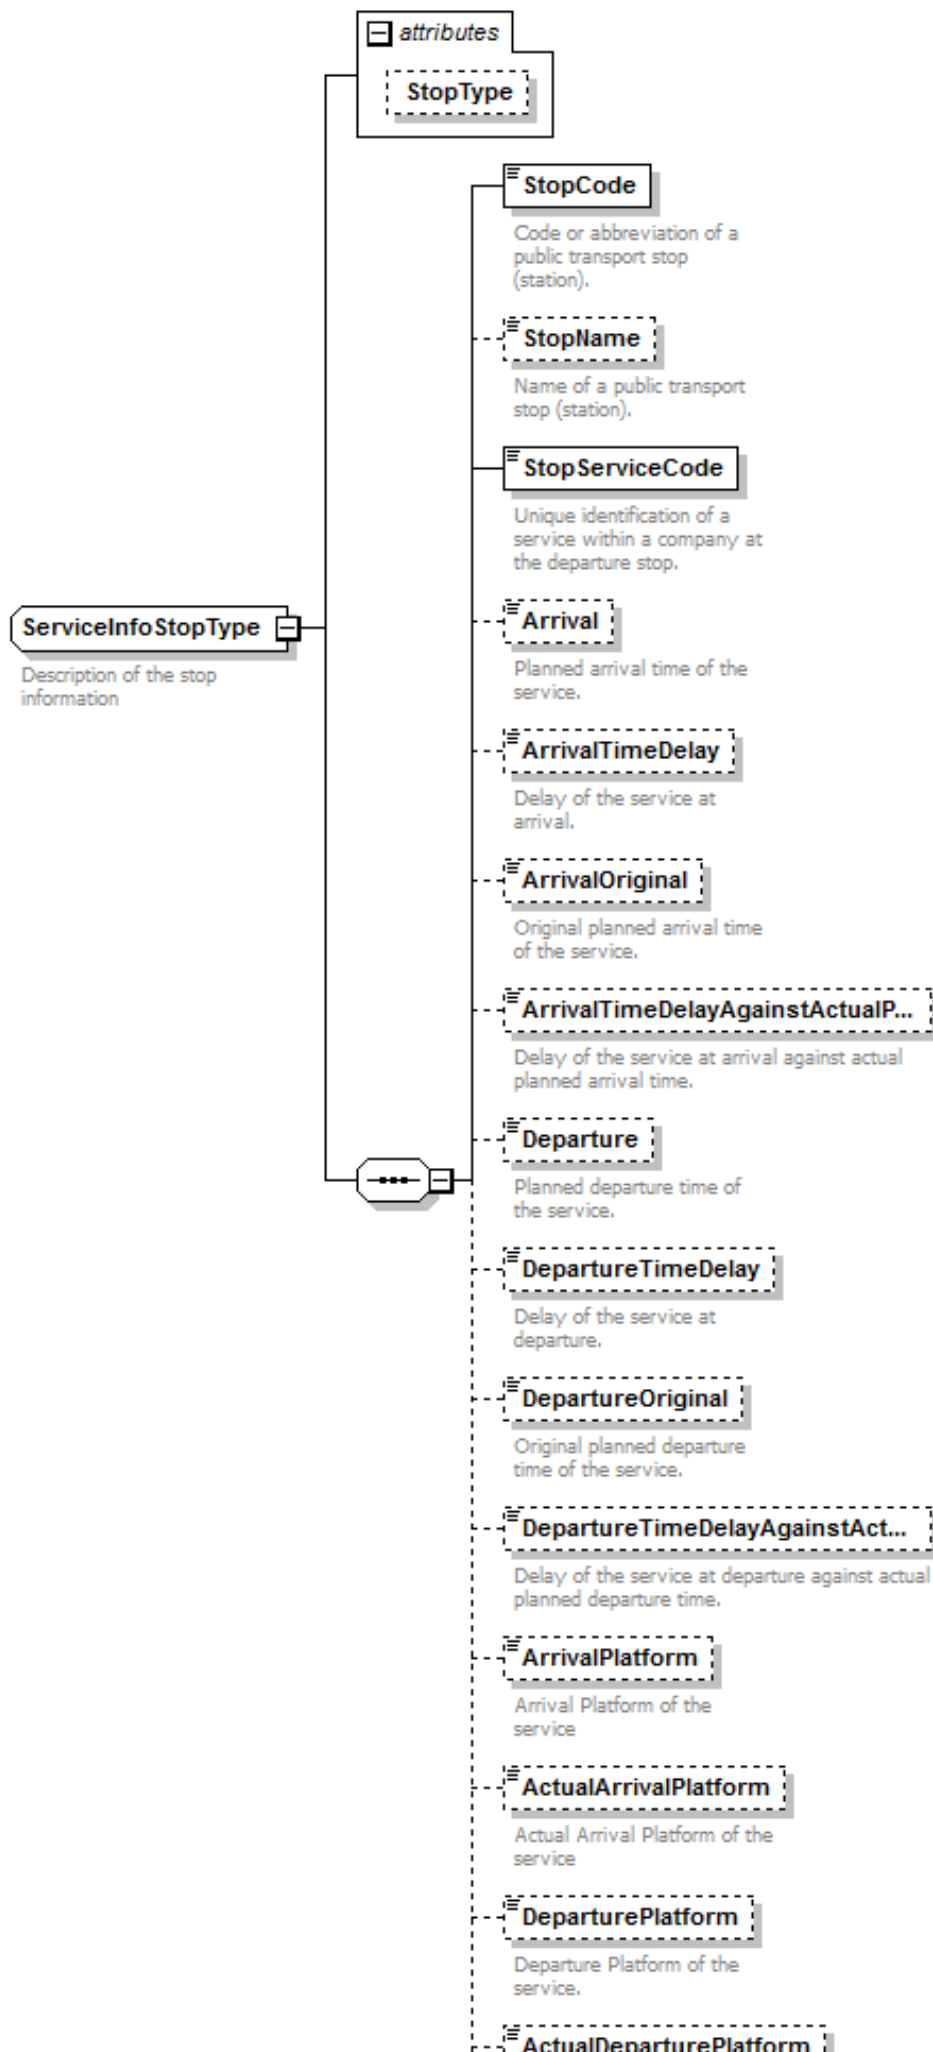 attributes
StopType
StopCode
Code or abbreviation of a
public transport stop
(station).
StopName
Name of a public transport
stop (station).
StopServiceCode
Unique identification of a
service within a company at
the departure stop.
ServiceInfoStopType
Description of the stop
information
Arrival
Planned arrival time of the
service.
ArrivalTimeDelay
Delay of the service at
arrival.
ArrivalOriginal
Original planned arrival time
of the service.
ArrivalTimeDelayAgainstActualP...
Delay of the service at arrival against actual
planned arrival time.
Departure
Planned departure time of
the service.
DepartureTimeDelay
Delay of the service at
departure.
DepartureOriginal
Original planned departure
time of the service.
DepartureTimeDelayAgainstAct...
Delay of the service at departure against actual
planned departure time.
ArrivalPlatform
Arrival Platform of the
service
ActualArrivalPlatform
Actual Arrival Platform of the
service
DeparturePlatform
Departure Platform of the
service.
ActualDeparturePlatform